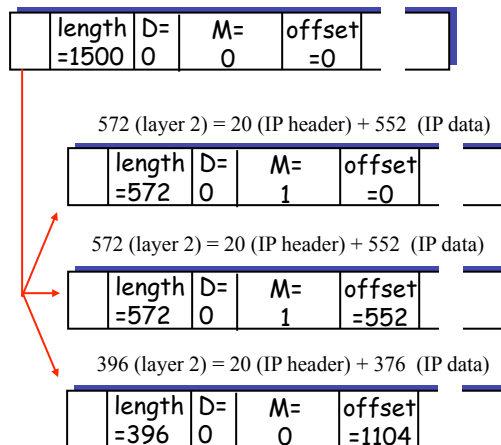 length D= M= offset
=1500 0 0 =0
572 (layer 2) = 20 (IP header) + 552 (IP data)
length D= M= offset
=572 0 1 =0
572 (layer 2) = 20 (IP header) + 552 (IP data)
length D= M= offset
=572 0 1 =552
396 (layer 2) = 20 (IP header) + 376 (IP data)
length D= M= offset
=396 0 0 =1104